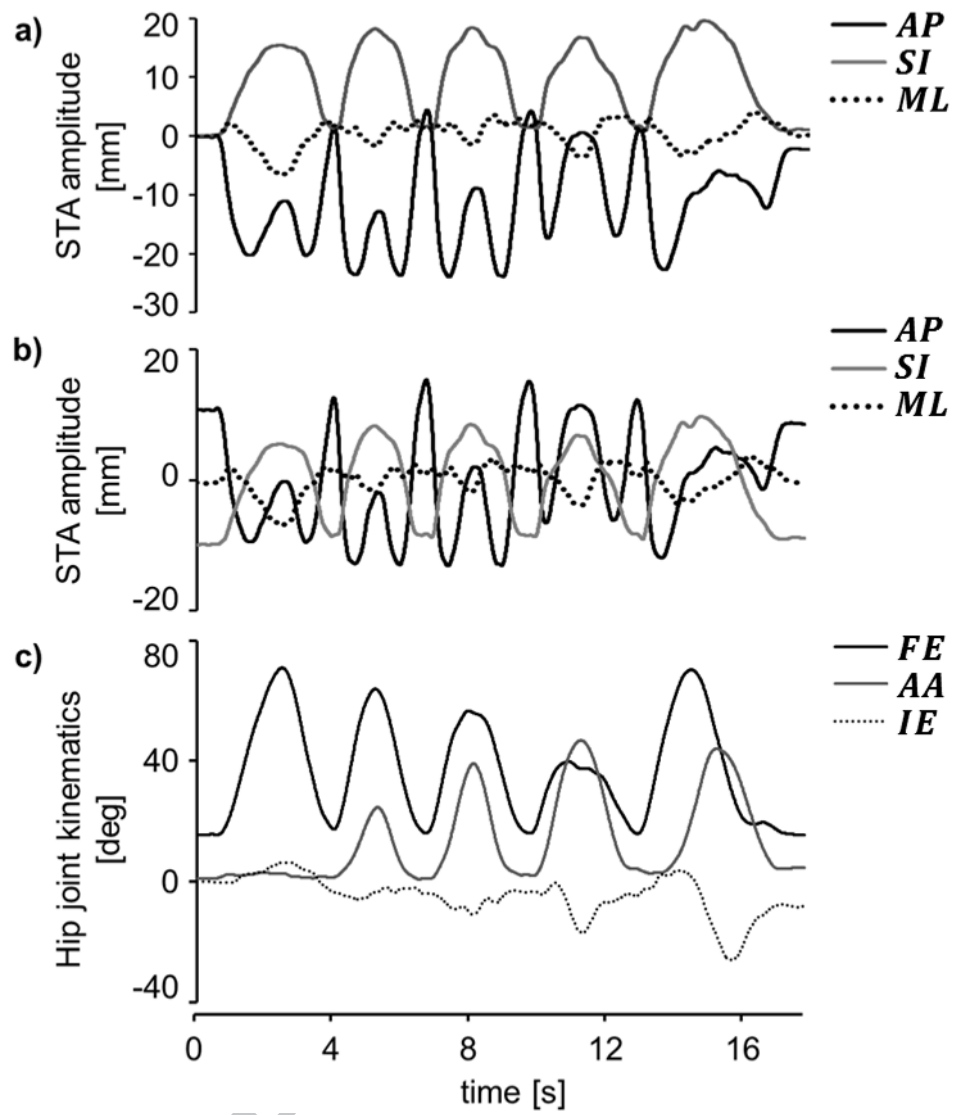 a)
20
10
0
-10
-20
-30
STA amplitude
[mm]
AP
SI
ML
b)
20
0
-20
STA amplitude
[mm]
AP
SI
ML
c)
80
40
0
-40
Hip joint kinematics
[deg]
FE
AA
IE
0 4 8 12 16
time [s]